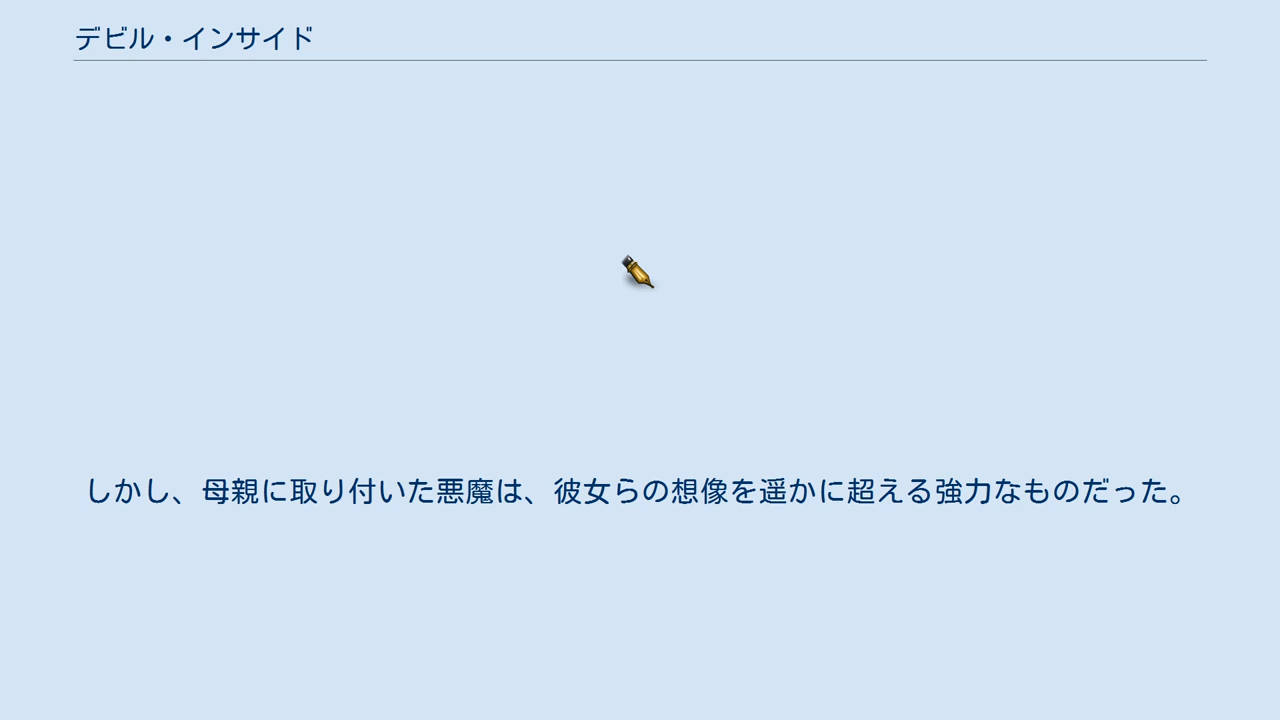 デビル・インサイド
しかし、母親に取り付いた悪魔は、彼女らの想像を遥かに超える強力なものだった。